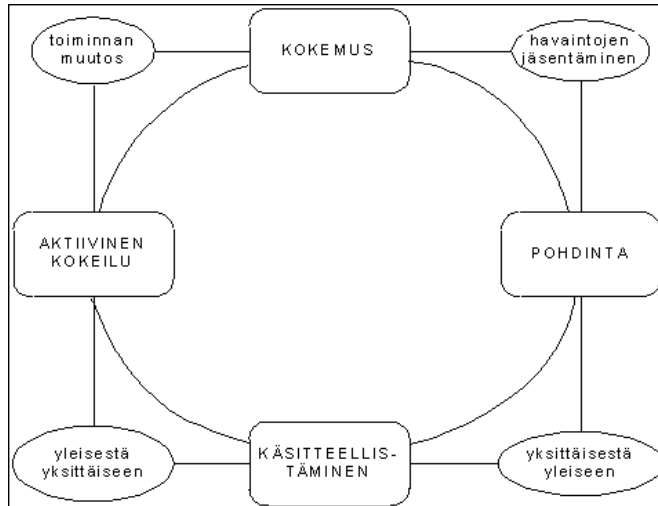 toiminnan
muutos
KOKEMUS
havaintojen
jäsentäminen
AKTIIVINEN
KOKEILU
POHDINTA
yleisestä
yksittäiseen
KÄSITTEELLIS-
TÄMINEN
yksittäisestä
yleiseen